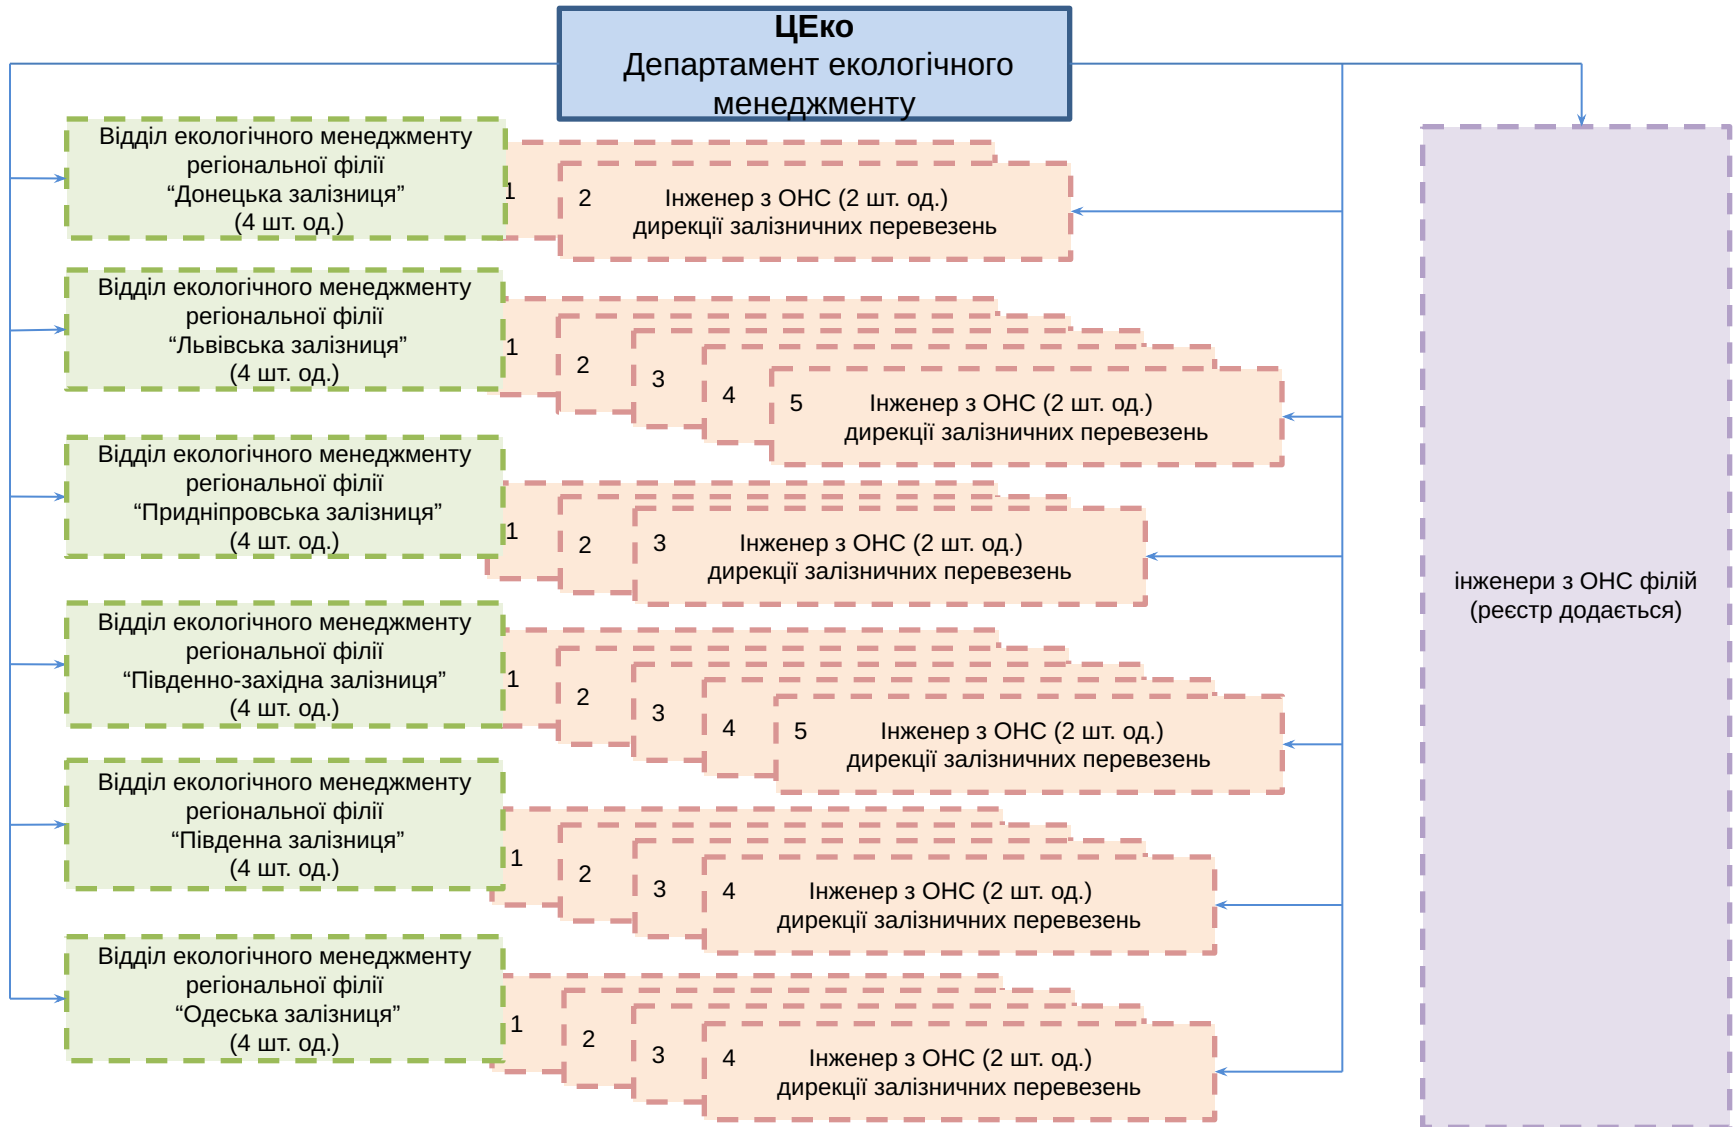 ЦЕко
Департамент екологічного
менеджменту
Відділ екологічного менеджменту
регіональної філії
“Донецька залізниця”
(4 шт. од.)
1
2
Інженер з ОНС (2 шт. од.)
дирекції залізничних перевезень
Відділ екологічного менеджменту
регіональної філії
“Львівська залізниця”
(4 шт. од.)
1
2
3
4
5
Інженер з ОНС (2 шт. од.)
дирекції залізничних перевезень
Відділ екологічного менеджменту
регіональної філії
“Придніпровська залізниця”
(4 шт. од.)
1
2
3
Інженер з ОНС (2 шт. од.)
дирекції залізничних перевезень
Відділ екологічного менеджменту
регіональної філії
“Південно-західна залізниця”
(4 шт. од.)
1
2
3
4
5
Інженер з ОНС (2 шт. од.)
дирекції залізничних перевезень
Відділ екологічного менеджменту
регіональної філії
“Південна залізниця”
(4 шт. од.)
1
2
3
4
Інженер з ОНС (2 шт. од.)
дирекції залізничних перевезень
Відділ екологічного менеджменту
регіональної філії
“Одеська залізниця”
(4 шт. од.)
1
2
3
4
Інженер з ОНС (2 шт. од.)
дирекції залізничних перевезень
інженери з ОНС філій
(реєстр додається)